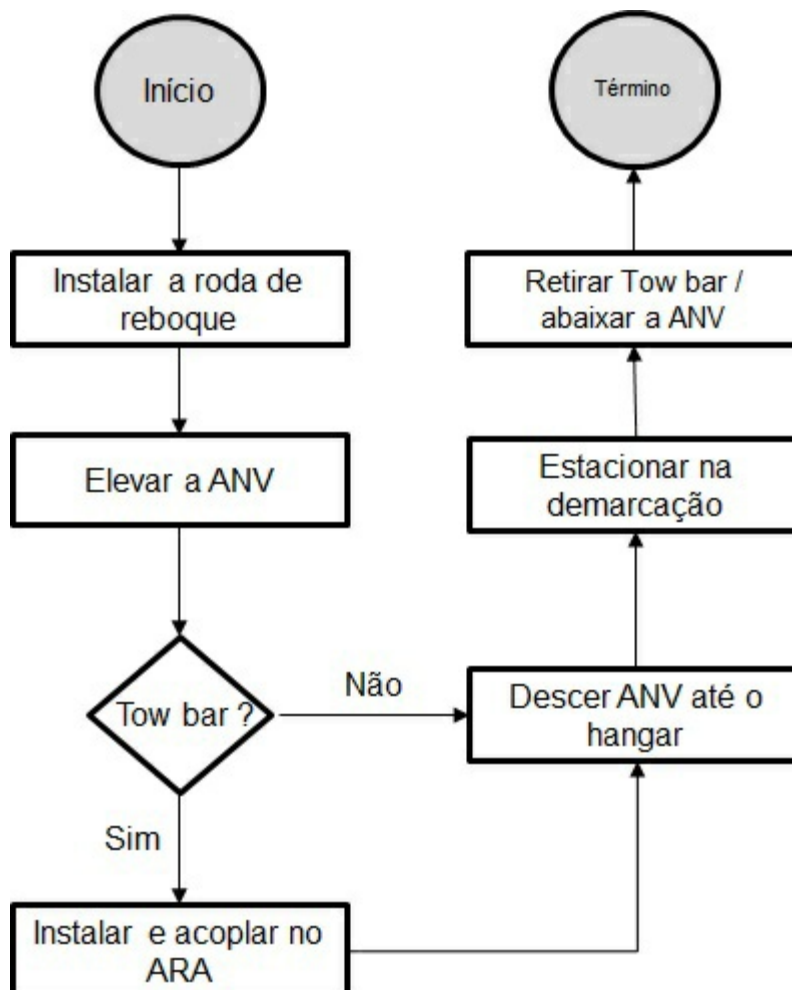 Início
Instalar a roda de
reboque
Elevar a ANV
Tow bar ?
Sim
Não
Instalar e acoplar no
ARA
Descer ANV até o
hangar
Estacionar na
demarcação
Retirar Tow bar /
abaixar a ANV
Término